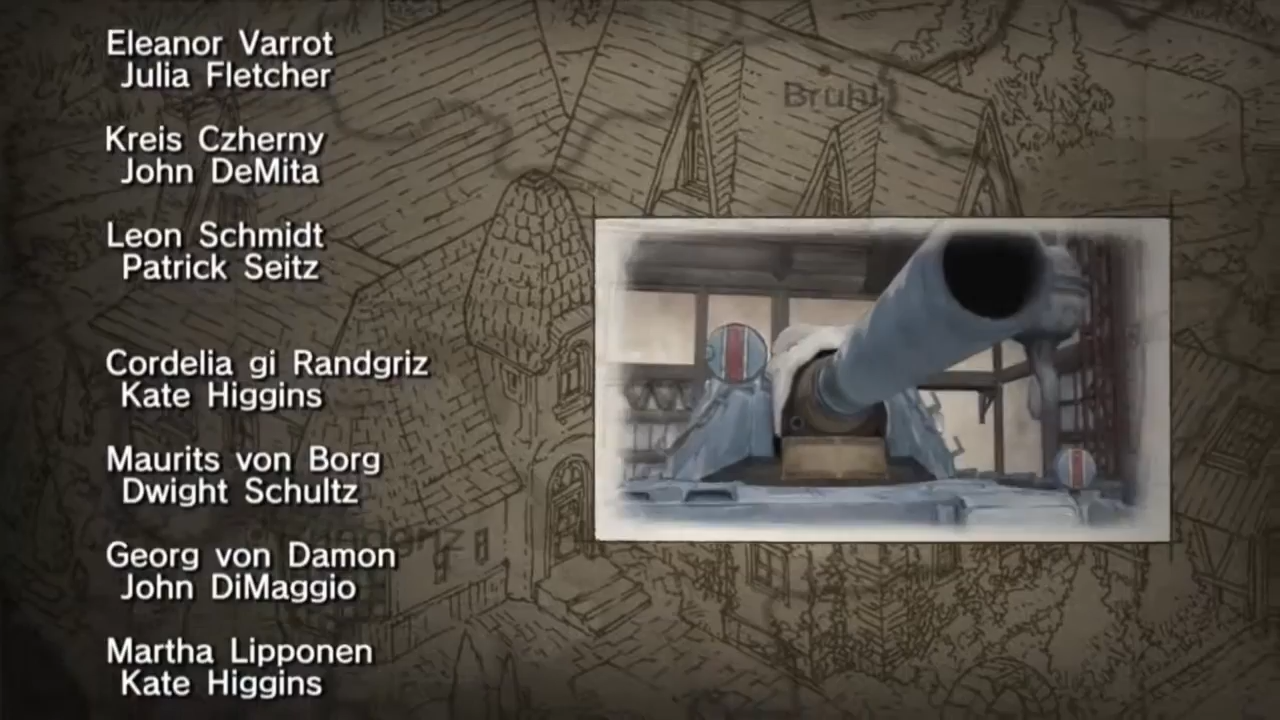 Eleanor Varrot
Julia Fletcher
Kreis Czherny
John DeMita
Leon Schmidt
Patrick Seitz
Cordelia gi Randgriz
Kate Higgins
Maurits von Borg
Dwight Schultz
Georg von Damon
John DiMaggio
Martha Lipponen
Kate Higgins
Bruhl